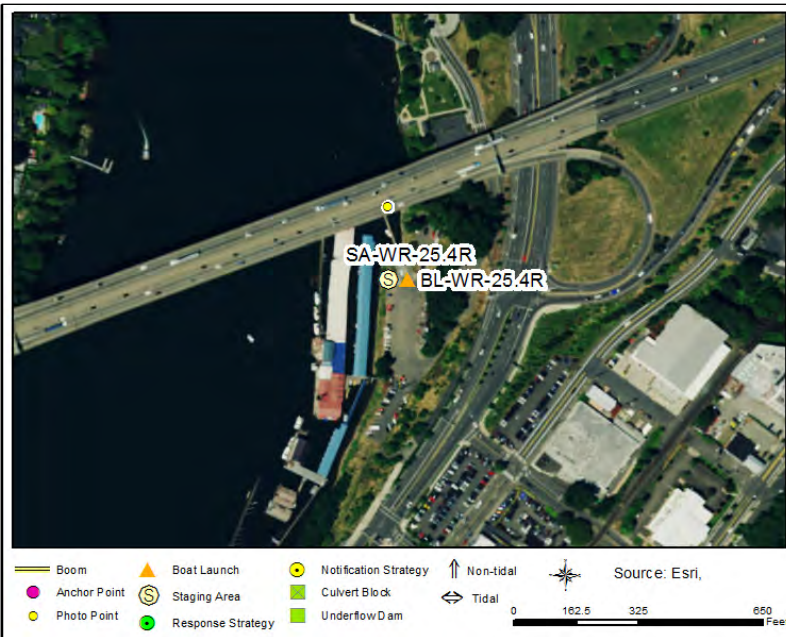 SA-WR-25.4R
S BL-WR-25.4R
Boom
Boat Launch
Notification Strategy
Non-tidal
Source: Esri,
Anchor Point
S Staging Area
Culvert Block
Tidal
Photo Point
Response Strategy
Underflow Dam
0 162.5 325 650
Feet